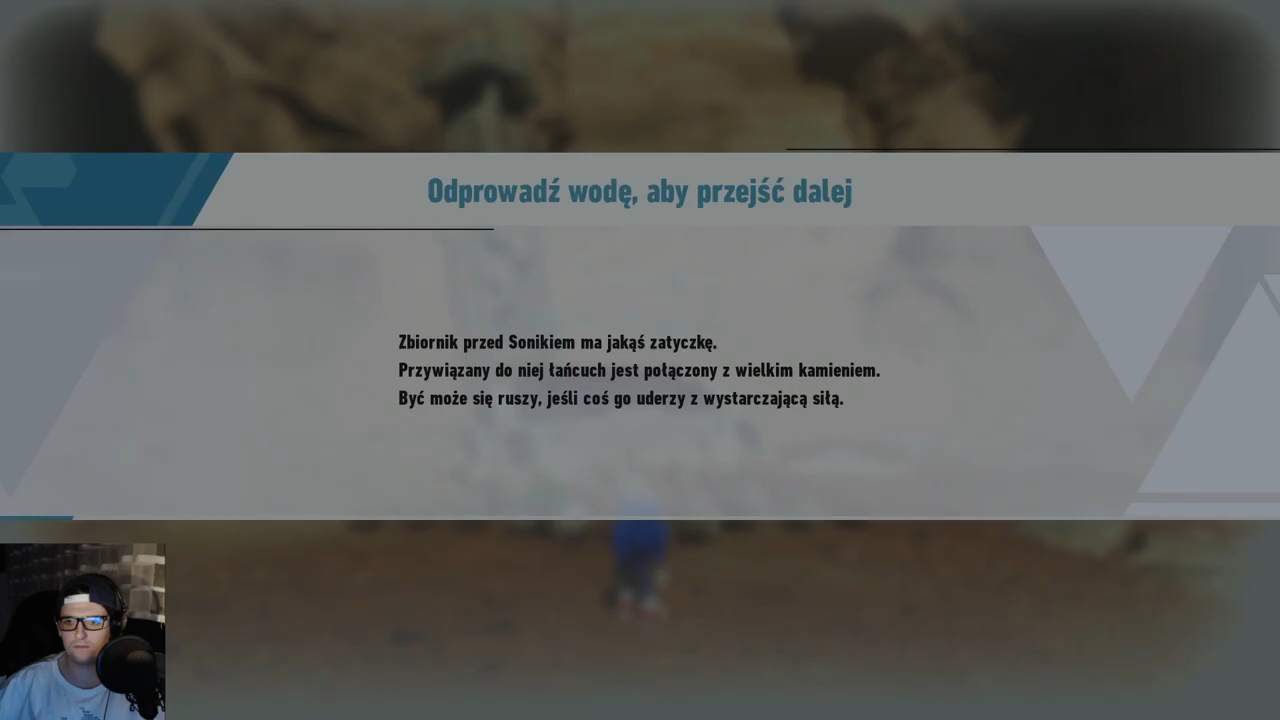 Odprowadź wodę, aby przejść dalej
Zbiornik przed Sonikiem ma jakąś zatyczkę.
Przywiązany do niej łańcuch jest połączony z wielkim kamieniem.
Być może się ruszy, jeśli coś go uderzy z wystarczającą siłą.